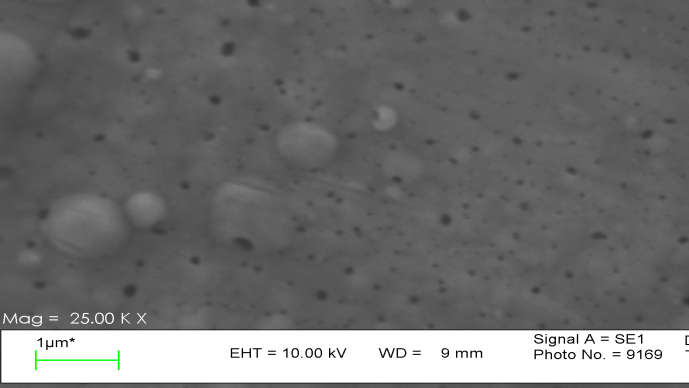 Mag = 25.00 K X
1µm*
EHT = 10.00 kV
WD = 9 mm
Signal A = SE1
Photo No. = 9169